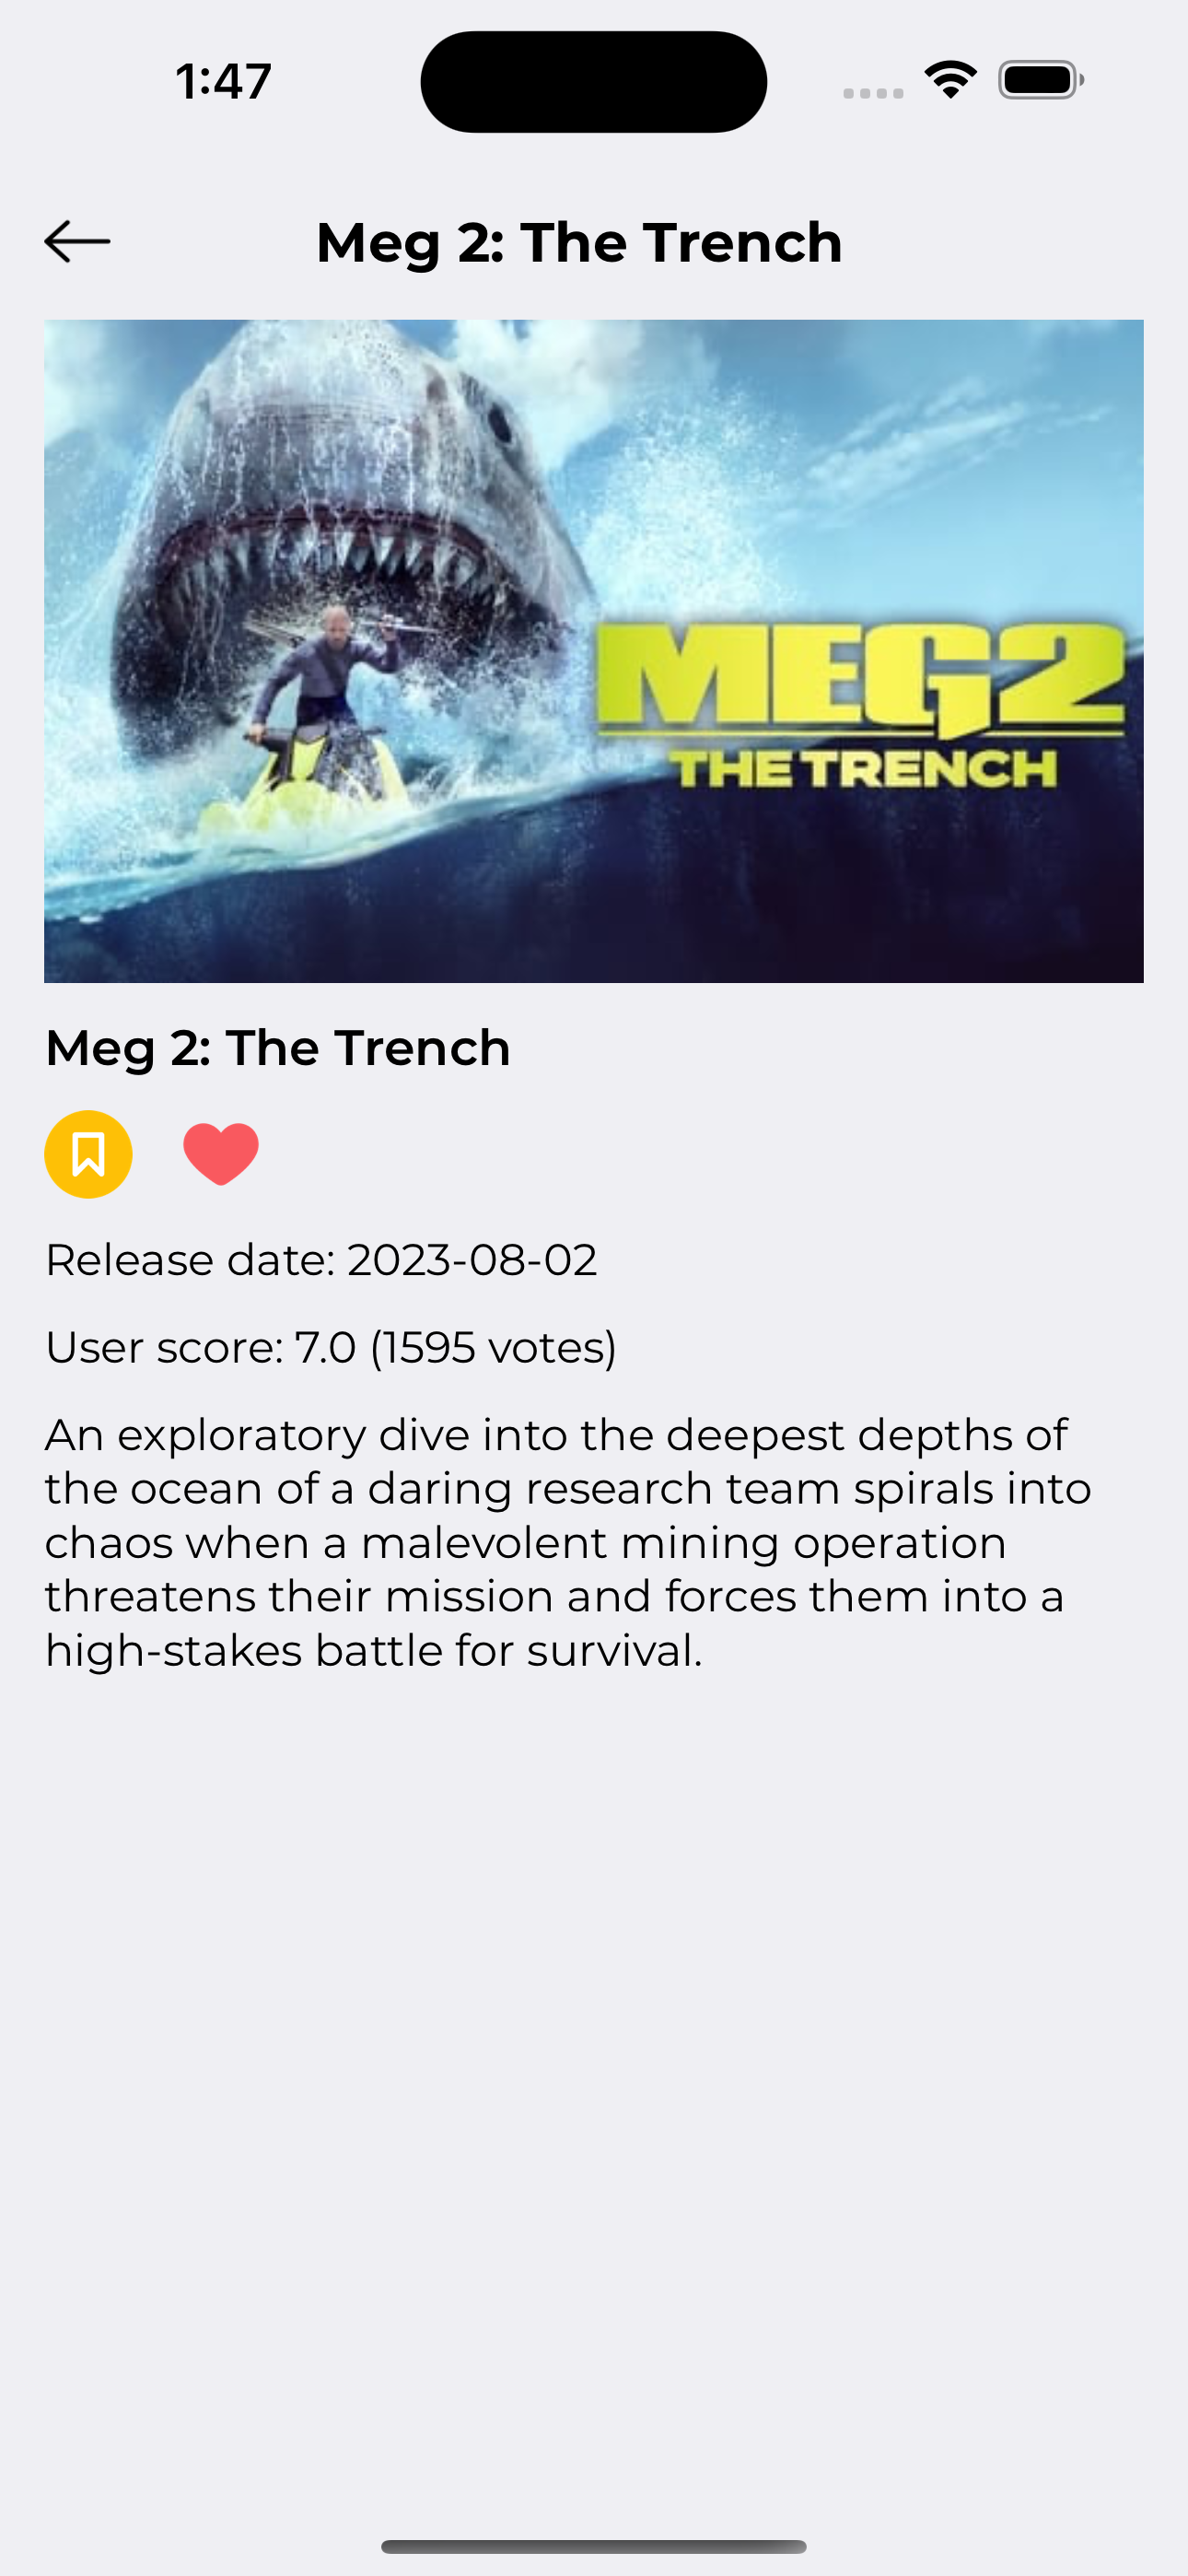 1:47
Meg 2: The Trench
MEG2
THE TRENCH
Meg 2: The Trench
Release date: 2023-08-02
User score: 7.0 (1595 votes)
An exploratory dive into the deepest depths of
the ocean of a daring research team spirals into
chaos when a malevolent mining operation
threatens their mission and forces them into a
high-stakes battle for survival.